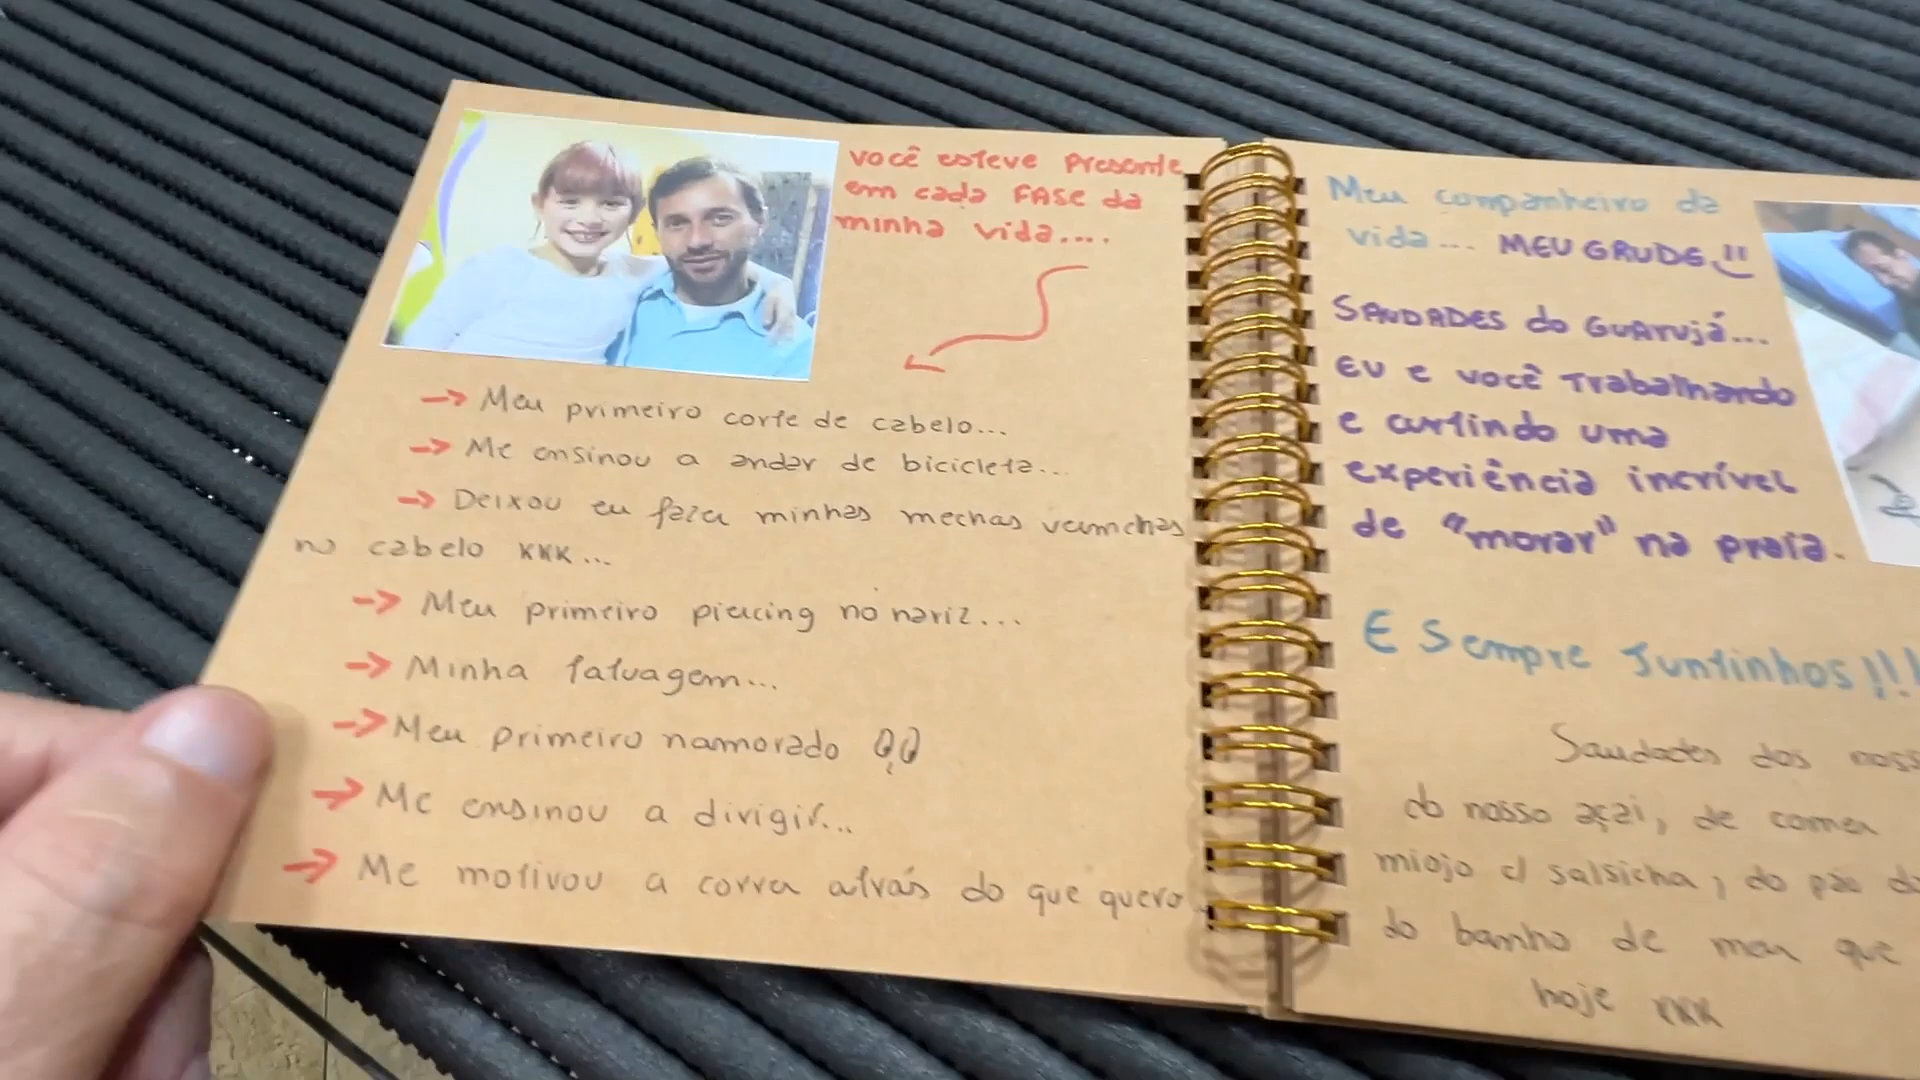 você esteve presente
em cada FASE da
minha vida....
→ Meu primeiro corte de cabelo...
→ Me ensinou a andar de bicicleta...
→ Deixou eu fazer minhas mechas vermelhas
no cabelo KKK...
→ Meu primeiro piercing no nariz...
→ Minha tatuagem...
→ Meu primeiro namorado
→ Me ensinou a dirigir...
→ Me motivou a correr atrás do que quero
Meu companheiro da
vida... MEU GRUDE
SAUDADES do GUARUJÁ...
EU e você Trabalhando
e curtindo uma
experiência incrível
de "morar" na praia.
E Sempre Juntinhos!!!
Saudades dos
do nosso açai, de comer
miojo c/ salsicha, do pão
do banho de mar que
hoje KKK